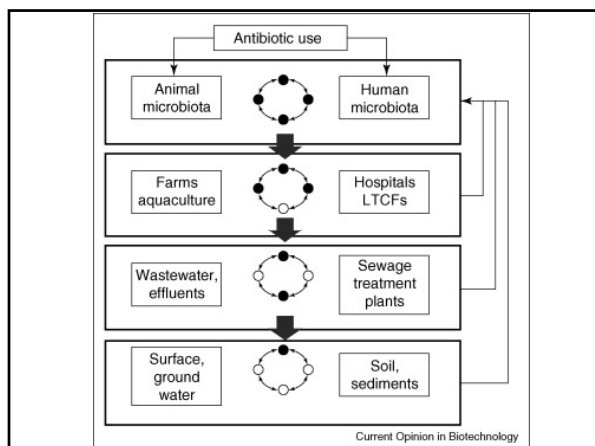 Antibiotic use
Animal
microbiota
Human
microbiota
Farms
aquaculture
Hospitals
LTCFs
Wastewater,
effluents
Sewage
treatment
plants
Surface,
ground
water
Soil,
sediments
Current Opinion in Biotechnology